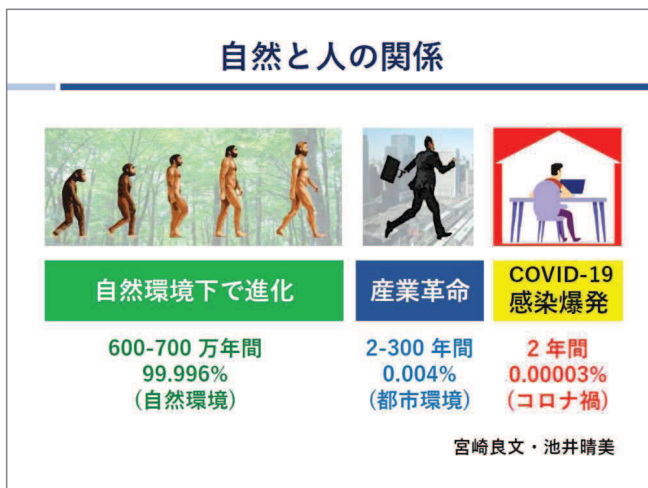 自然と人の関係
自然環境下で進化
600-700 万年間
99.996%
(自然環境)
産業革命
2-300 年間
0.004%
(都市環境)
COVID-19
感染爆発
2 年間
0.00003%
(コロナ禍)
宮崎良文・池井晴美